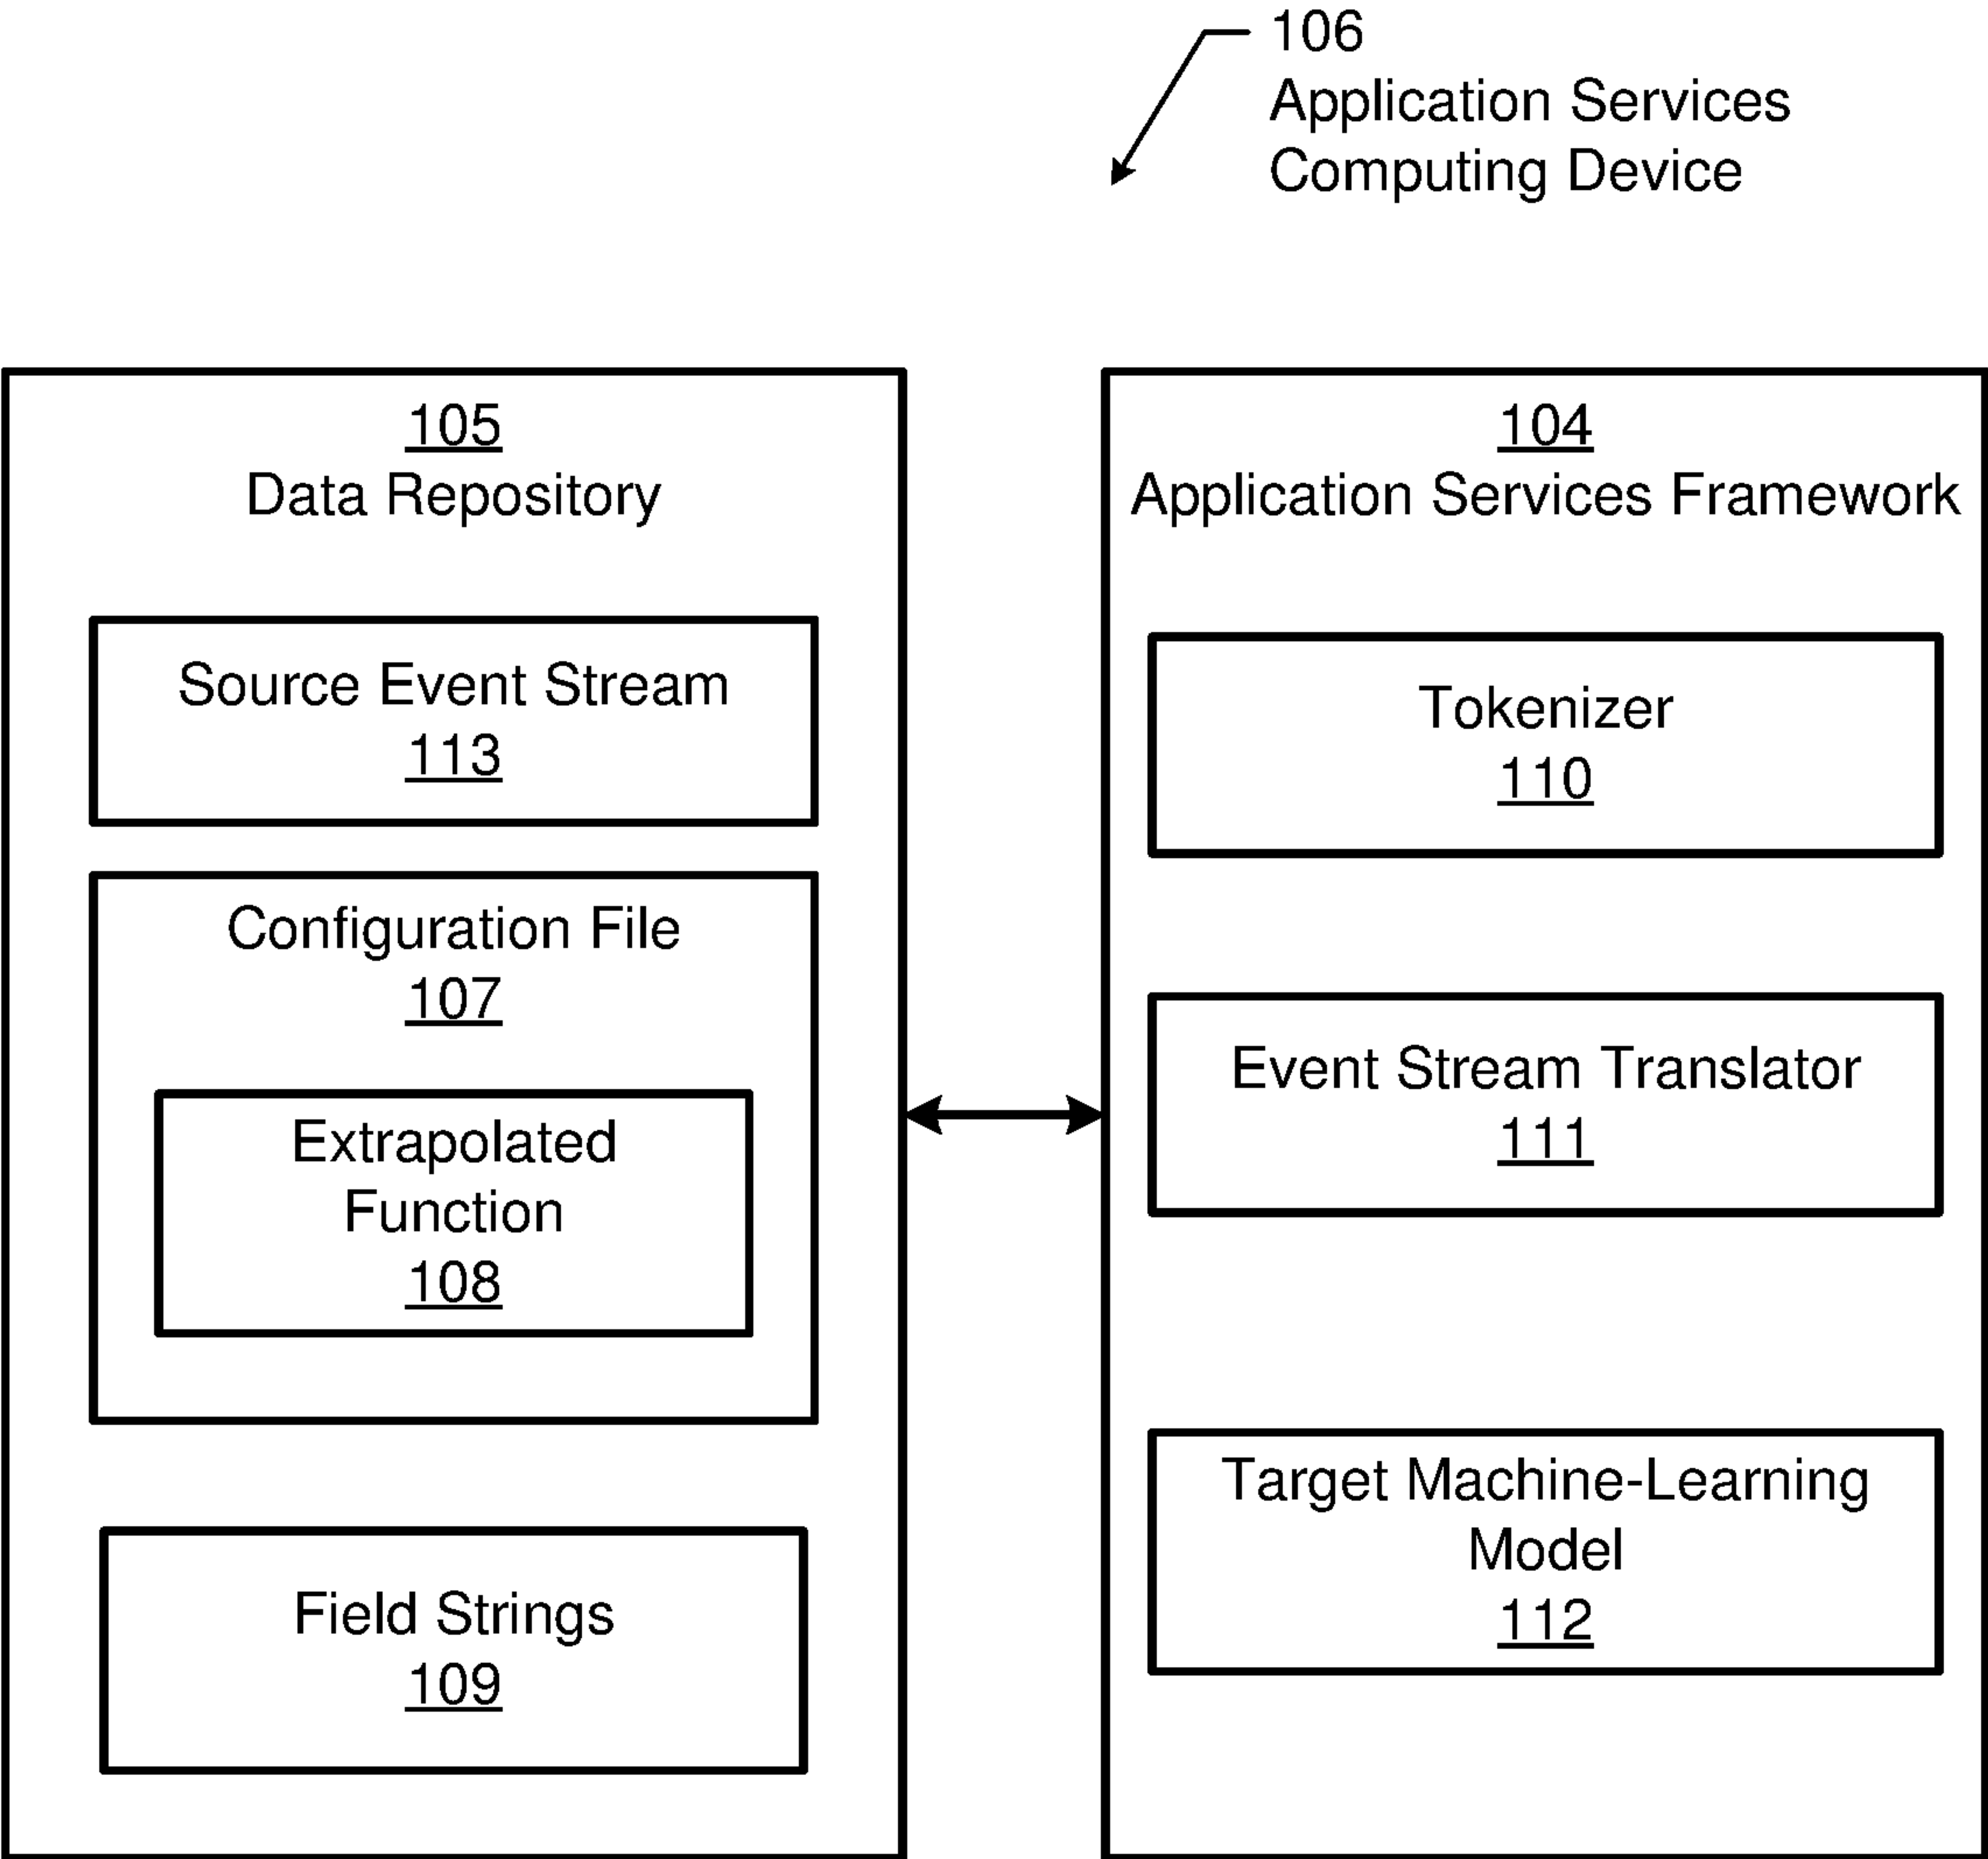 106
Application Services
Computing Device
105
Data Repository
Source Event Stream
113
Configuration File
107
Extrapolated
Function
108
Field Strings
109
104
Application Services Framework
Tokenizer
110
Event Stream Translator
111
Target Machine-Learning
Model
112